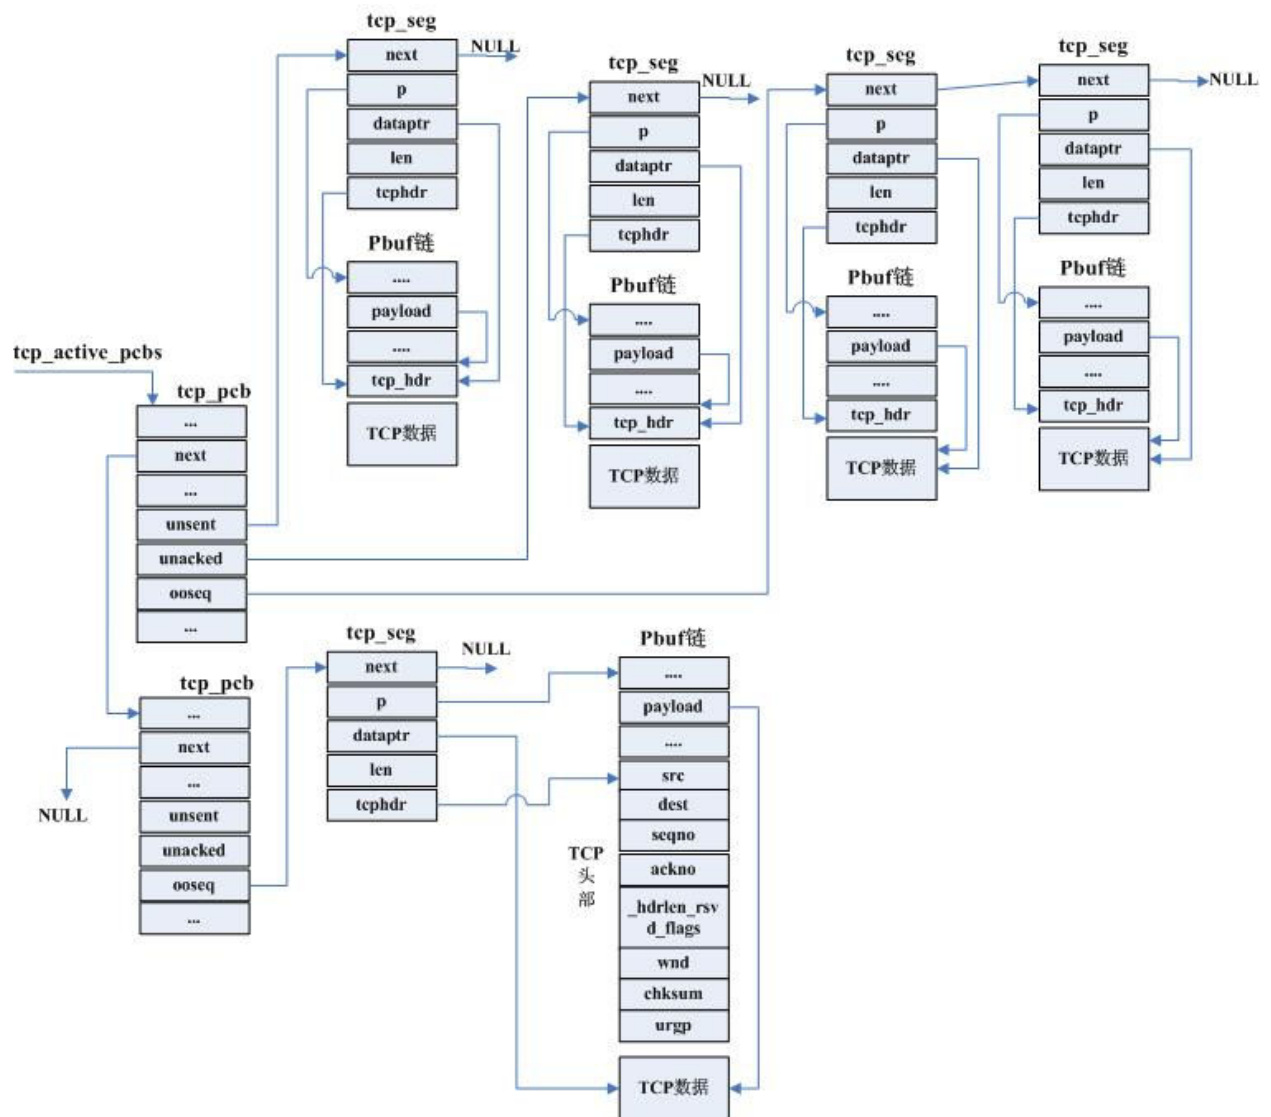 tcp_seg
next
NULL
p
dataptr
len
tcphdr
Pbuf链
....
payload
....
tcp_hdr
TCP数据
tcp_seg
next
NULL
p
dataptr
len
tcphdr
Pbuf链
....
payload
....
tcp_hdr
TCP数据
tcp_seg
next
p
dataptr
len
tcphdr
Pbuf链
....
payload
....
tcp_hdr
TCP数据
tcp_seg
next
NULL
p
dataptr
len
tcphdr
Pbuf链
....
payload
....
tcp_hdr
TCP数据
tcp_active_pcbs
tcp_pcb
...
next
...
unsent
unacked
ooseq
...
tcp_pcb
...
next
NULL
...
unsent
unacked
ooseq
...
tcp_seg
next
NULL
p
dataptr
len
tcphdr
Pbuf链
....
payload
....
TCP
头
部
src
dest
seqno
ackno
_hdrlen_rsv
d_flags
wnd
chksum
urgp
TCP数据